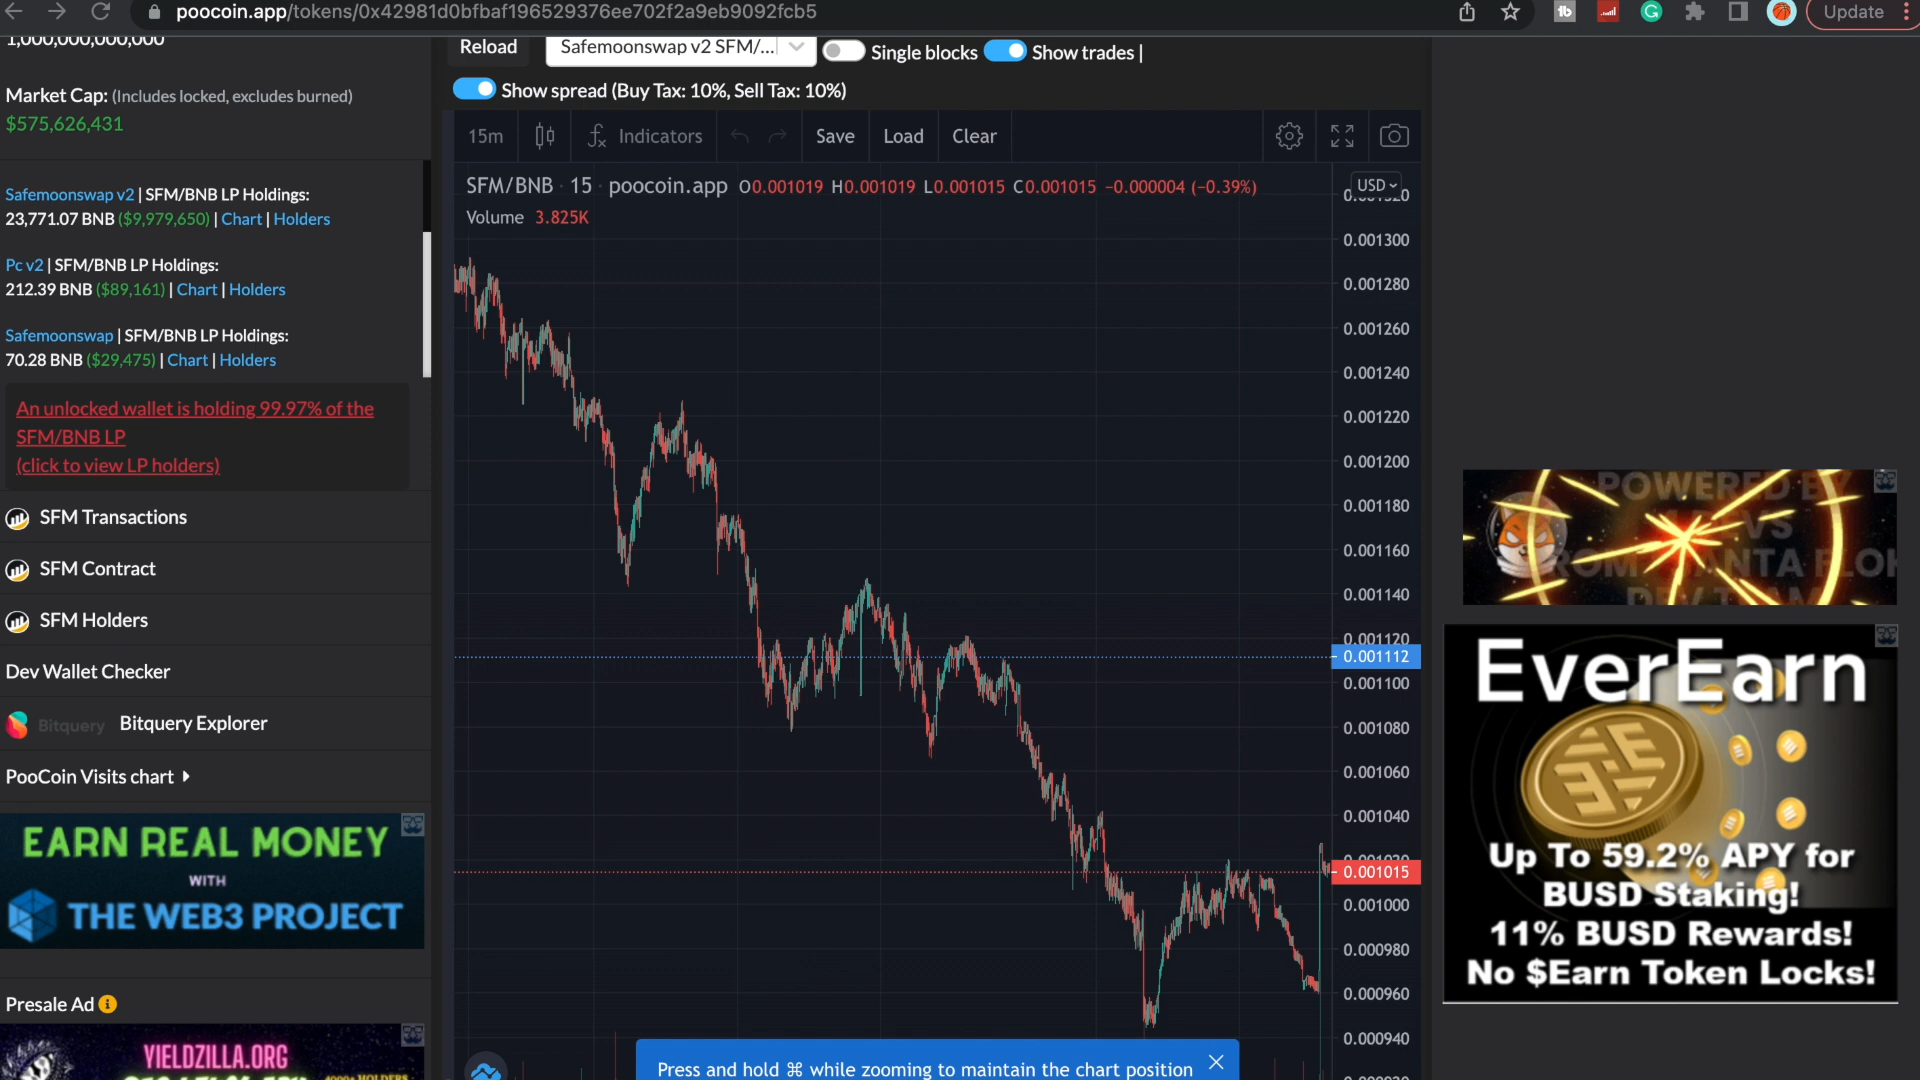 poocoin.app/tokens/0x42981d0bfbaf196529376ee702f2a9eb9092fcb5
Update
1,000,000,000,000
Market Cap: (Includes locked, excludes burned)
$575,626,431
Safemoonswap v2 | SFM/BNB LP Holdings:
23,771.07 BNB ($9,979,650) | Chart | Holders
Pc v2 | SFM/BNB LP Holdings:
212.39 BNB ($89,161) | Chart | Holders
Safemoonswap | SFM/BNB LP Holdings:
70.28 BNB ($29,475) | Chart | Holders
An unlocked wallet is holding 99.97% of the
SFM/BNB LP
(click to view LP holders)
SFM Transactions
SFM Contract
SFM Holders
Dev Wallet Checker
Bitquery Bitquery Explorer
PooCoin Visits chart
EARN REAL MONEY
WITH
THE WEB3 PROJECT
Presale Ad
YIELDZILLA.ORG
Reload Safemoonswap v2 SFM/... Single blocks Show trades |
Show spread (Buy Tax: 10%, Sell Tax: 10%)
15m Indicators Save Load Clear
SFM/BNB · 15 · poocoin.app O0.001019 H0.001019 L0.001015 C0.001015 −0.000004 (−0.39%)
Volume 3.825K
USD
0.001300
0.001280
0.001260
0.001240
0.001220
0.001200
0.001180
0.001160
0.001140
0.001120
0.001112
0.001100
0.001080
0.001060
0.001040
0.001015
0.001000
0.000980
0.000960
0.000940
Press and hold ⌘ while zooming to maintain the chart position
POWERED BY
EverEarn
Up To 59.2% APY for
BUSD Staking!
11% BUSD Rewards!
No $Earn Token Locks!